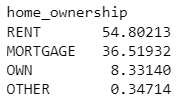 home_ownership
RENT 54.80213
MORTGAGE 36.51932
OWN 8.33140
OTHER 0.34714